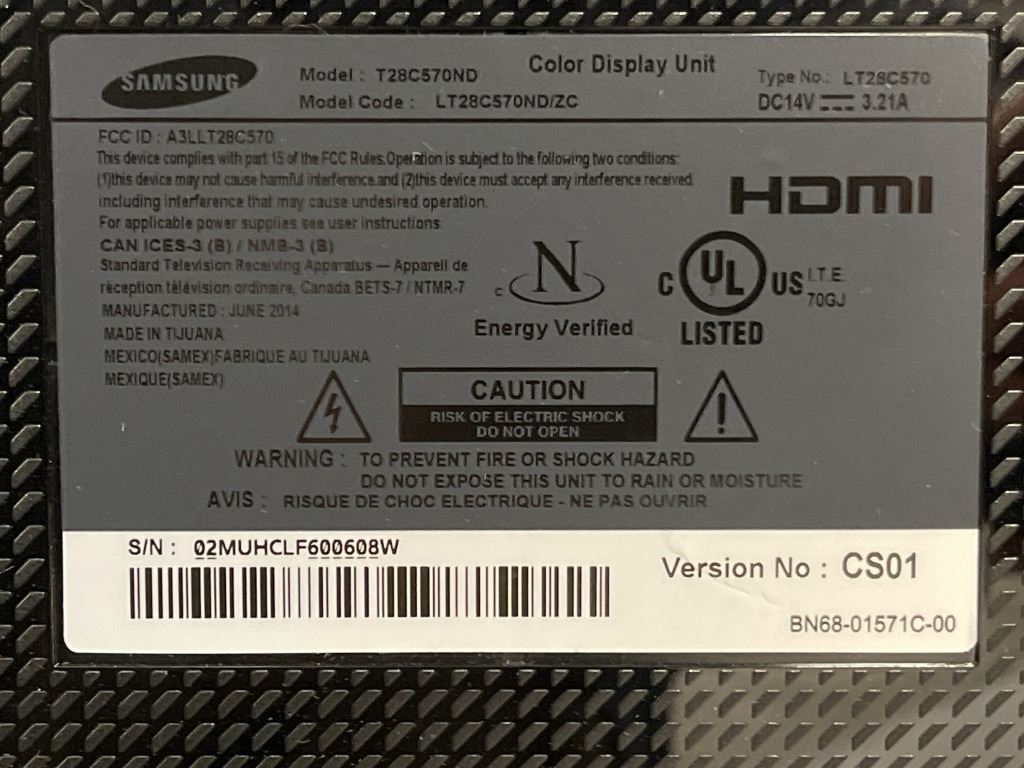 SAMSUNG
Model : T28C570ND
Model Code : LT28C570ND/ZC
Color Display Unit
Type No.: LT28C570
DC14V 3.21A
FCC ID : A3LLT28C570
This device complies with part 15 of the FCC Rules.Operation is subject to the following two conditions:
(1)this device may not cause harmful interference.and (2)this device must accept any interference received.
including interference that may cause undesired operation.
For applicable power supplies see user instructions
CAN ICES-3 (B) / NMB-3 (B)
Standard Television Receiving Apparatus — Appareil de
réception télévision ordinaire, Canada BETS-7 / NTMR-7
MANUFACTURED : JUNE 2014
MADE IN TIJUANA
MEXICO(SAMEX)FABRIQUE AU TIJUANA
MEXIQUE(SAMEX)
HDMI
c N
Energy Verified
C UL US
LISTED
I.T.E.
70GJ
CAUTION
RISK OF ELECTRIC SHOCK
DO NOT OPEN
WARNING : TO PREVENT FIRE OR SHOCK HAZARD
DO NOT EXPOSE THIS UNIT TO RAIN OR MOISTURE
AVIS : RISQUE DE CHOC ELECTRIQUE - NE PAS OUVRIR
S/N : 02MUHCLF600608W
Version No : CS01
BN68-01571C-00